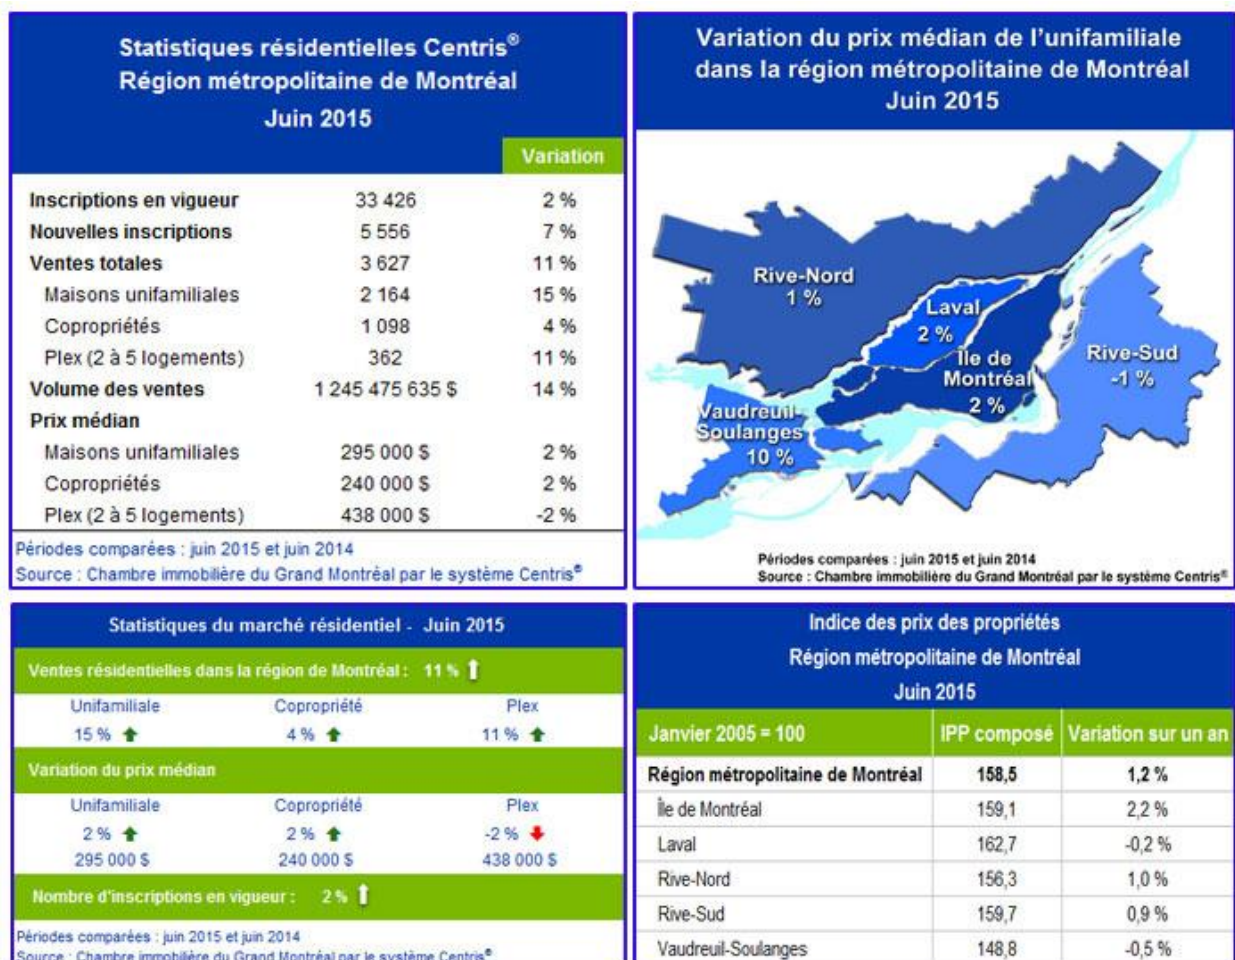 Statistiques résidentielles Centris®
Région métropolitaine de Montréal
Juin 2015
Variation
Inscriptions en vigueur 33 426 2 %
Nouvelles inscriptions 5 556 7 %
Ventes totales 3 627 11 %
Maisons unifamiliales 2 164 15 %
Copropriétés 1 098 4 %
Plex (2 à 5 logements) 362 11 %
Volume des ventes 1 245 475 635 $ 14 %
Prix médian
Maisons unifamiliales 295 000 $ 2 %
Copropriétés 240 000 $ 2 %
Plex (2 à 5 logements) 438 000 $ -2 %
Périodes comparées : juin 2015 et juin 2014
Source : Chambre immobilière du Grand Montréal par le système Centris®
Variation du prix médian de l'unifamiliale
dans la région métropolitaine de Montréal
Juin 2015
Rive-Nord
1 %
Laval
2 %
Île de
Montréal
2 %
Rive-Sud
-1 %
Vaudreuil-
Soulanges
10 %
Périodes comparées : juin 2015 et juin 2014
Source : Chambre immobilière du Grand Montréal par le système Centris®
Statistiques du marché résidentiel - Juin 2015
Ventes résidentielles dans la région de Montréal : 11 %
Unifamiliale Copropriété Plex
15 % 4 % 11 %
Variation du prix médian
Unifamiliale Copropriété Plex
2 % 2 % -2 %
295 000 $ 240 000 $ 438 000 $
Nombre d'inscriptions en vigueur : 2 %
Périodes comparées : juin 2015 et juin 2014
Source : Chambre immobilière du Grand Montréal par le système Centris®
Indice des prix des propriétés
Région métropolitaine de Montréal
Juin 2015
Janvier 2005 = 100 IPP composé Variation sur un an
Région métropolitaine de Montréal 158,5 1,2 %
Île de Montréal 159,1 2,2 %
Laval 162,7 -0,2 %
Rive-Nord 156,3 1,0 %
Rive-Sud 159,7 0,9 %
Vaudreuil-Soulanges 148,8 -0,5 %